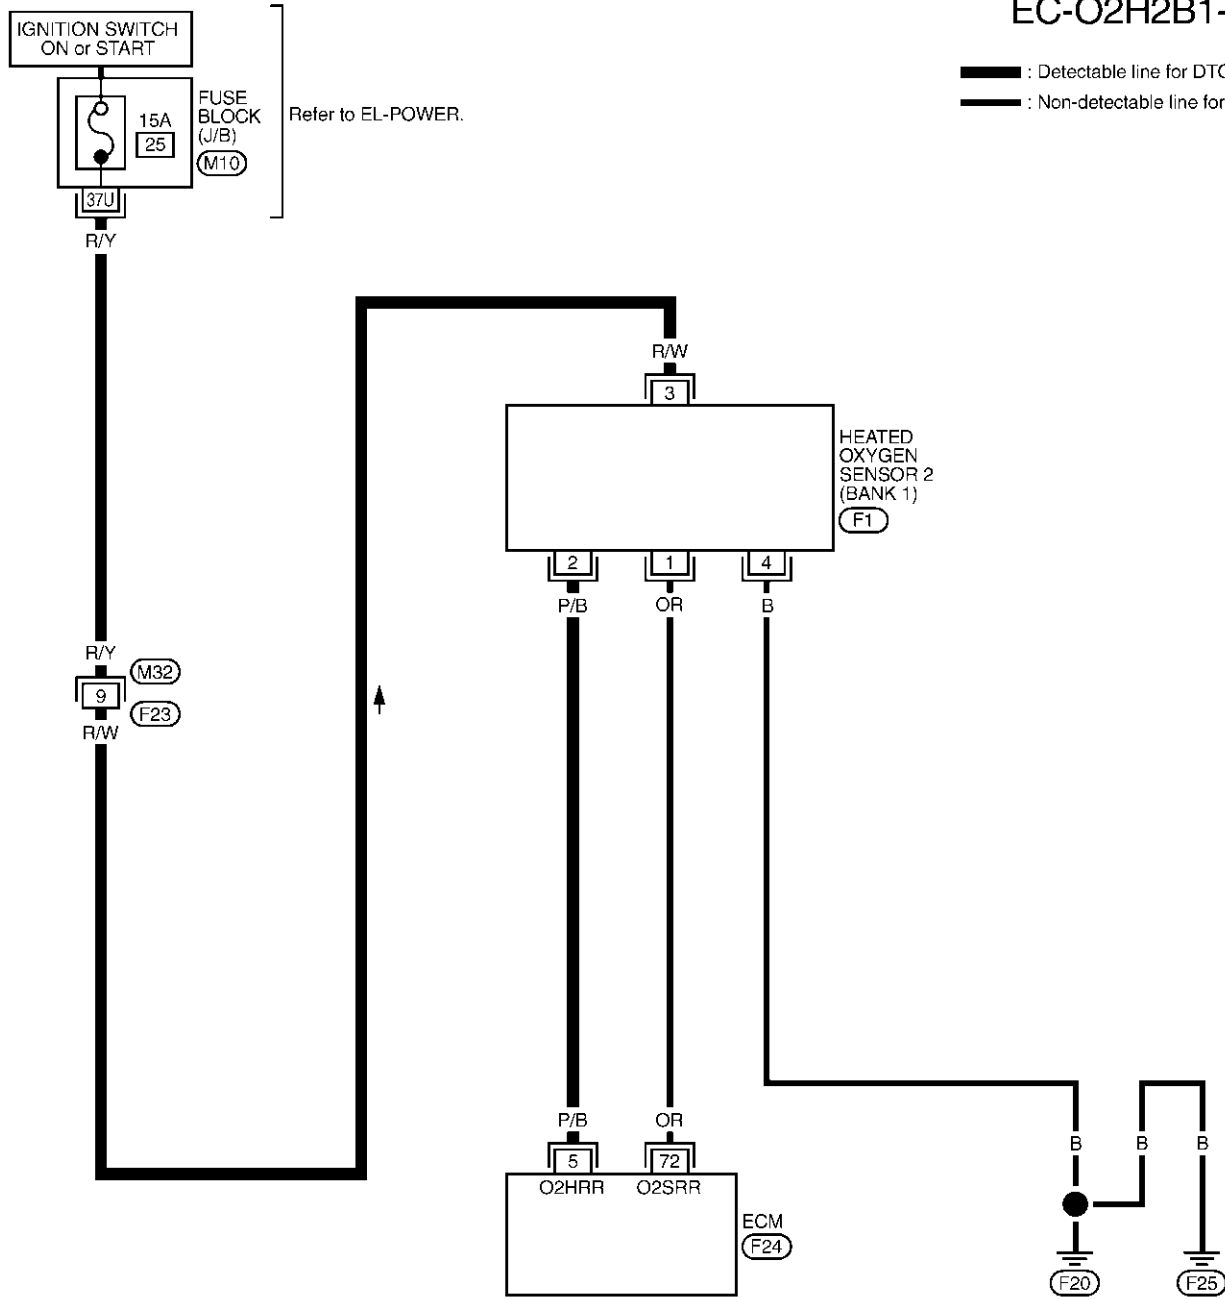 EC-O2H2B1-
: Detectable line for DTC
: Non-detectable line for
IGNITION SWITCH
ON or START
FUSE
BLOCK
(J/B)
M10
15A
25
Refer to EL-POWER.
37U
R/Y
R/W
3
HEATED
OXYGEN
SENSOR 2
(BANK 1)
F1
2 1 4
P/B OR B
R/Y
M32
9
F23
R/W
P/B OR
5 72
O2HRR O2SRR
ECM
F24
B B B
F20 F25